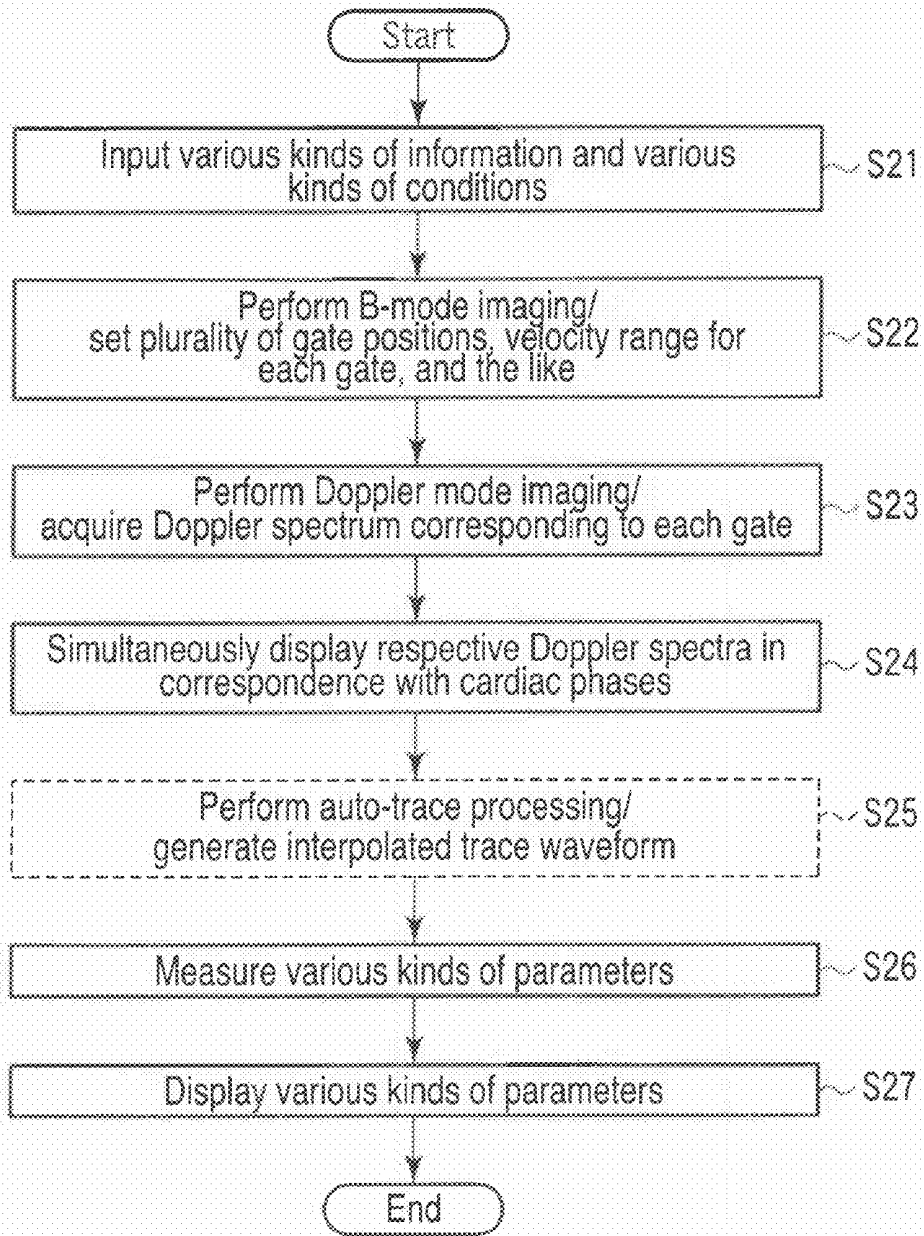 Start
Input various kinds of information and various
kinds of conditions
S21
Perform B-mode imaging/
set plurality of gate positions, velocity range for
each gate, and the like
S22
Perform Doppler mode imaging/
acquire Doppler spectrum corresponding to each gate
S23
Simultaneously display respective Doppler spectra in
correspondence with cardiac phases
S24
Perform auto-trace processing/
generate interpolated trace waveform
S25
Measure various kinds of parameters
S26
Display various kinds of parameters
S27
End